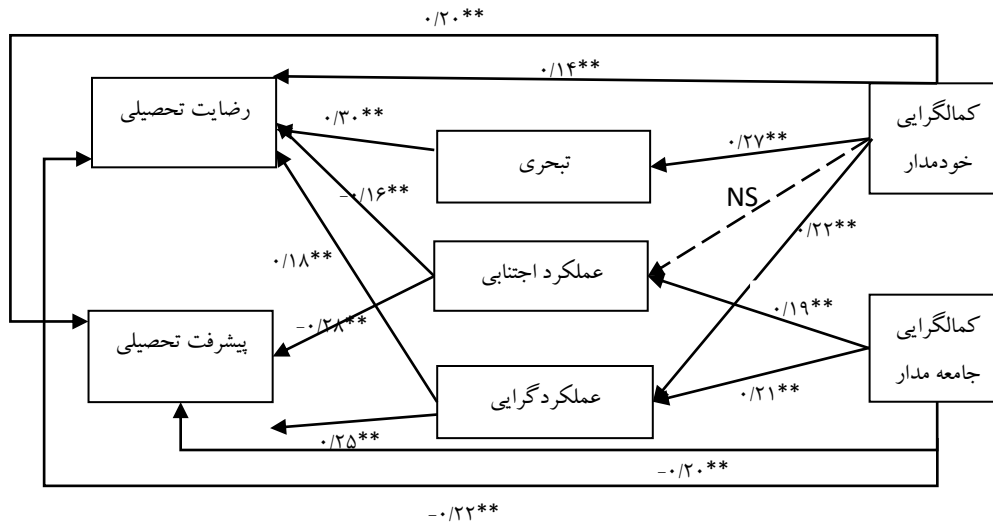 ۰/۲۰**
۰/۱۴**
کمالگرایی
خودمدار
رضایت تحصیلی
۰/۳۰**
۰/۲۷**
تبحری
NS
-۰/۱۶**
۰/۲۲**
عملکرد اجتنابی
۰/۱۸**
۰/۱۹**
کمالگرایی
جامعه مدار
-۰/۲۸**
پیشرفت تحصیلی
عملکردگرایی
۰/۲۱**
۰/۲۵**
-۰/۲۰**
-۰/۲۲**